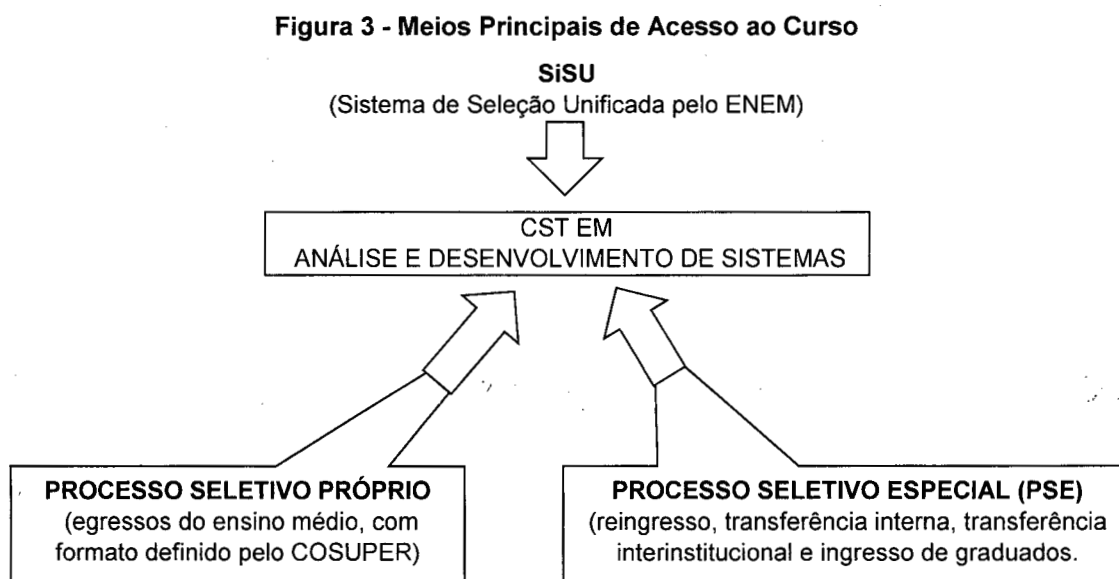 Figura 3 - Meios Principais de Acesso ao Curso
SiSU
(Sistema de Seleção Unificada pelo ENEM)
CST EM
ANÁLISE E DESENVOLVIMENTO DE SISTEMAS
PROCESSO SELETIVO PRÓPRIO
(egressos do ensino médio, com
formato definido pelo COSUPER)
PROCESSO SELETIVO ESPECIAL (PSE)
(reingresso, transferência interna, transferência
interinstitucional e ingresso de graduados.